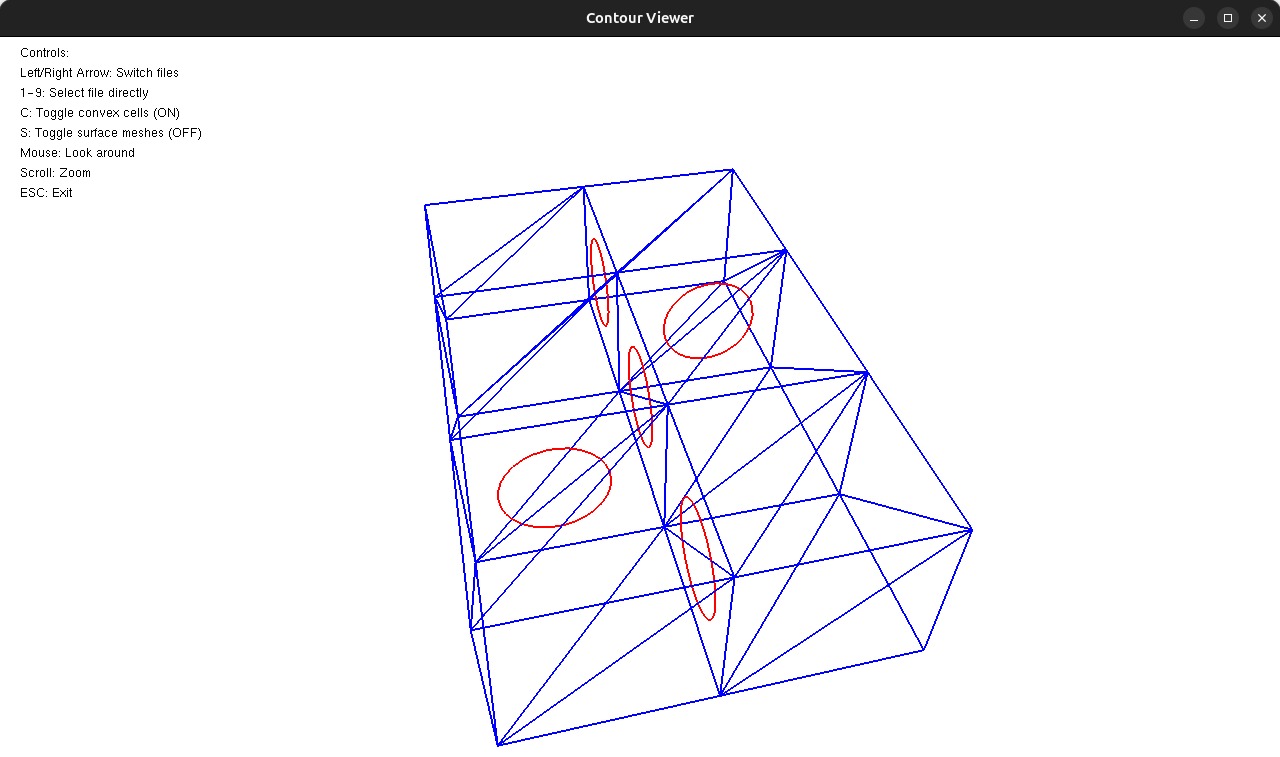 Contour Viewer
Controls:
Left/Right Arrow: Switch files
1-9: Select file directly
C: Toggle convex cells (ON)
S: Toggle surface meshes (OFF)
Mouse: Look around
Scroll: Zoom
ESC: Exit